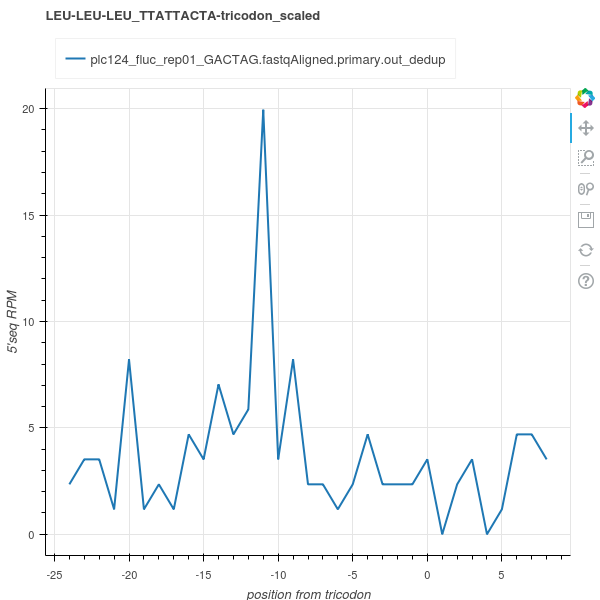 LEU-LEU-LEU_TTATTACTA-tricodon_scaled
plc124_fluc_rep01_GACTAG.fastqAligned.primary.out_dedup
20
15
10
5
0
5'seq RPM
-25 -20 -15 -10 -5 0 5
position from tricodon